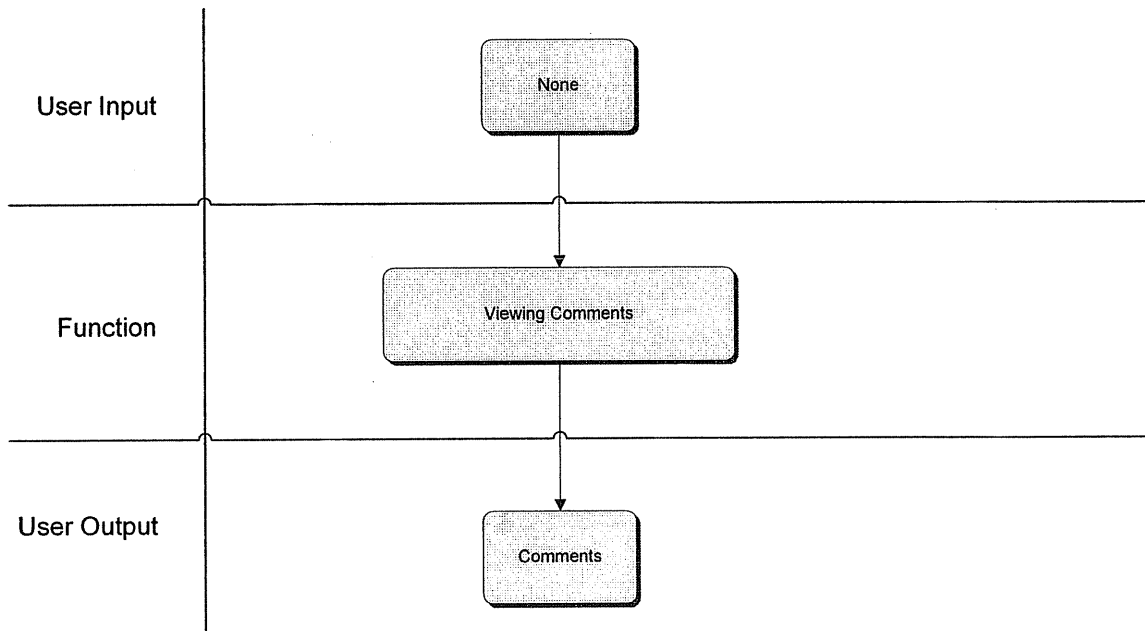 User Input
None
Function
Viewing Comments
User Output
Comments